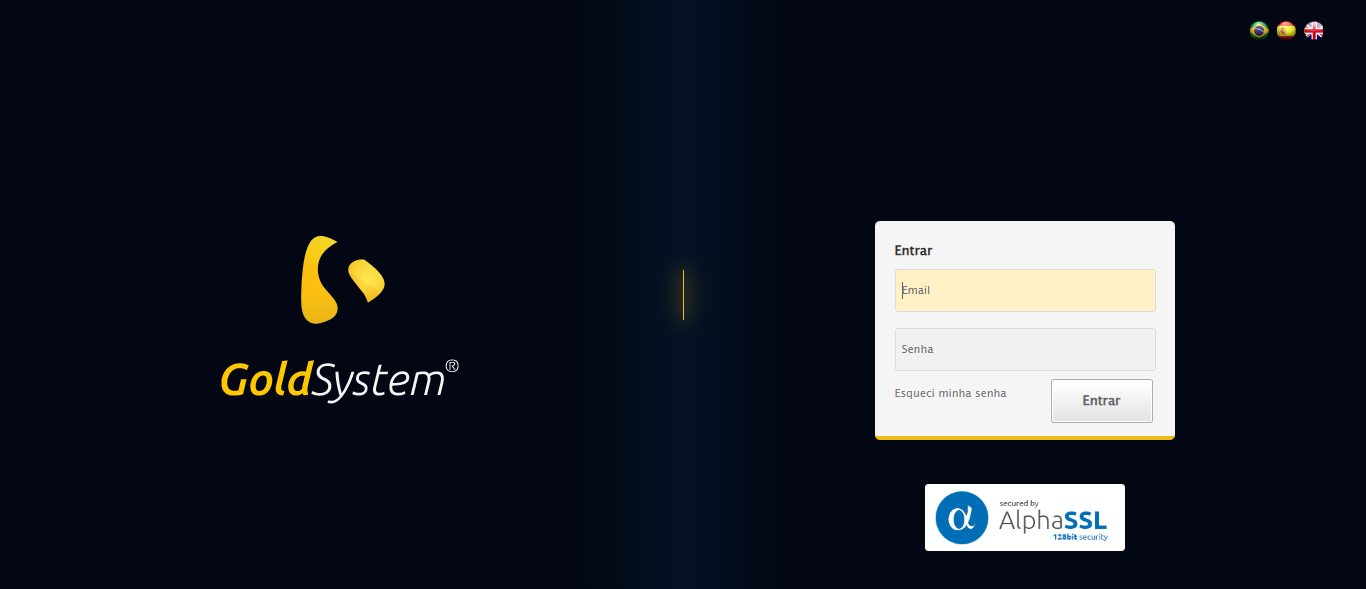 GoldSystem®
Entrar
Email
Senha
Esqueci minha senha
Entrar
secured by
AlphaSSL
128bit security